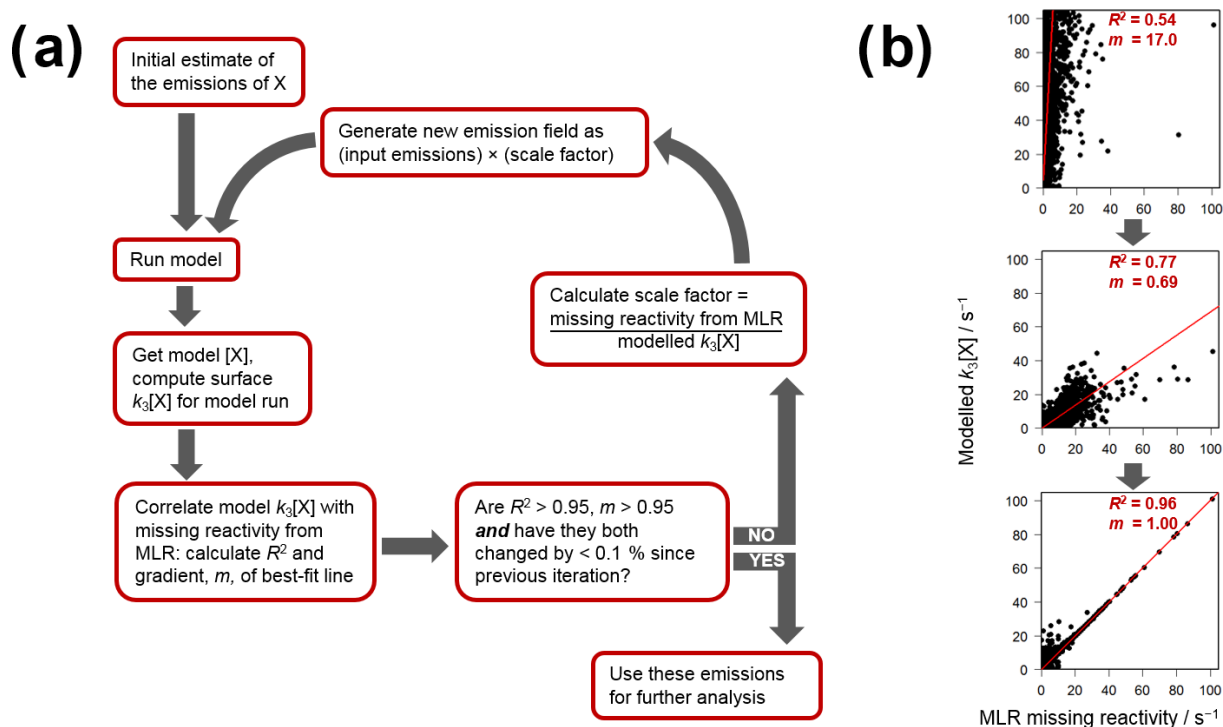 (a)
Initial estimate of
the emissions of X
Generate new emission field as
(input emissions) × (scale factor)
Run model
Calculate scale factor =
missing reactivity from MLR
modelled k₃[X]
Get model [X],
compute surface
k₃[X] for model run
Correlate model k₃[X] with
missing reactivity from
MLR: calculate R² and
gradient, m, of best-fit line
Are R² > 0.95, m > 0.95
and have they both
changed by < 0.1 % since
previous iteration?
NO
YES
Use these emissions
for further analysis
(b)
R² = 0.54
m = 17.0
100
80
60
40
20
0
0 20 40 60 80 100
R² = 0.77
m = 0.69
100
80
60
40
20
0
0 20 40 60 80 100
Modelled k₃[X] / s⁻¹
R² = 0.96
m = 1.00
100
80
60
40
20
0
0 20 40 60 80 100
MLR missing reactivity / s⁻¹